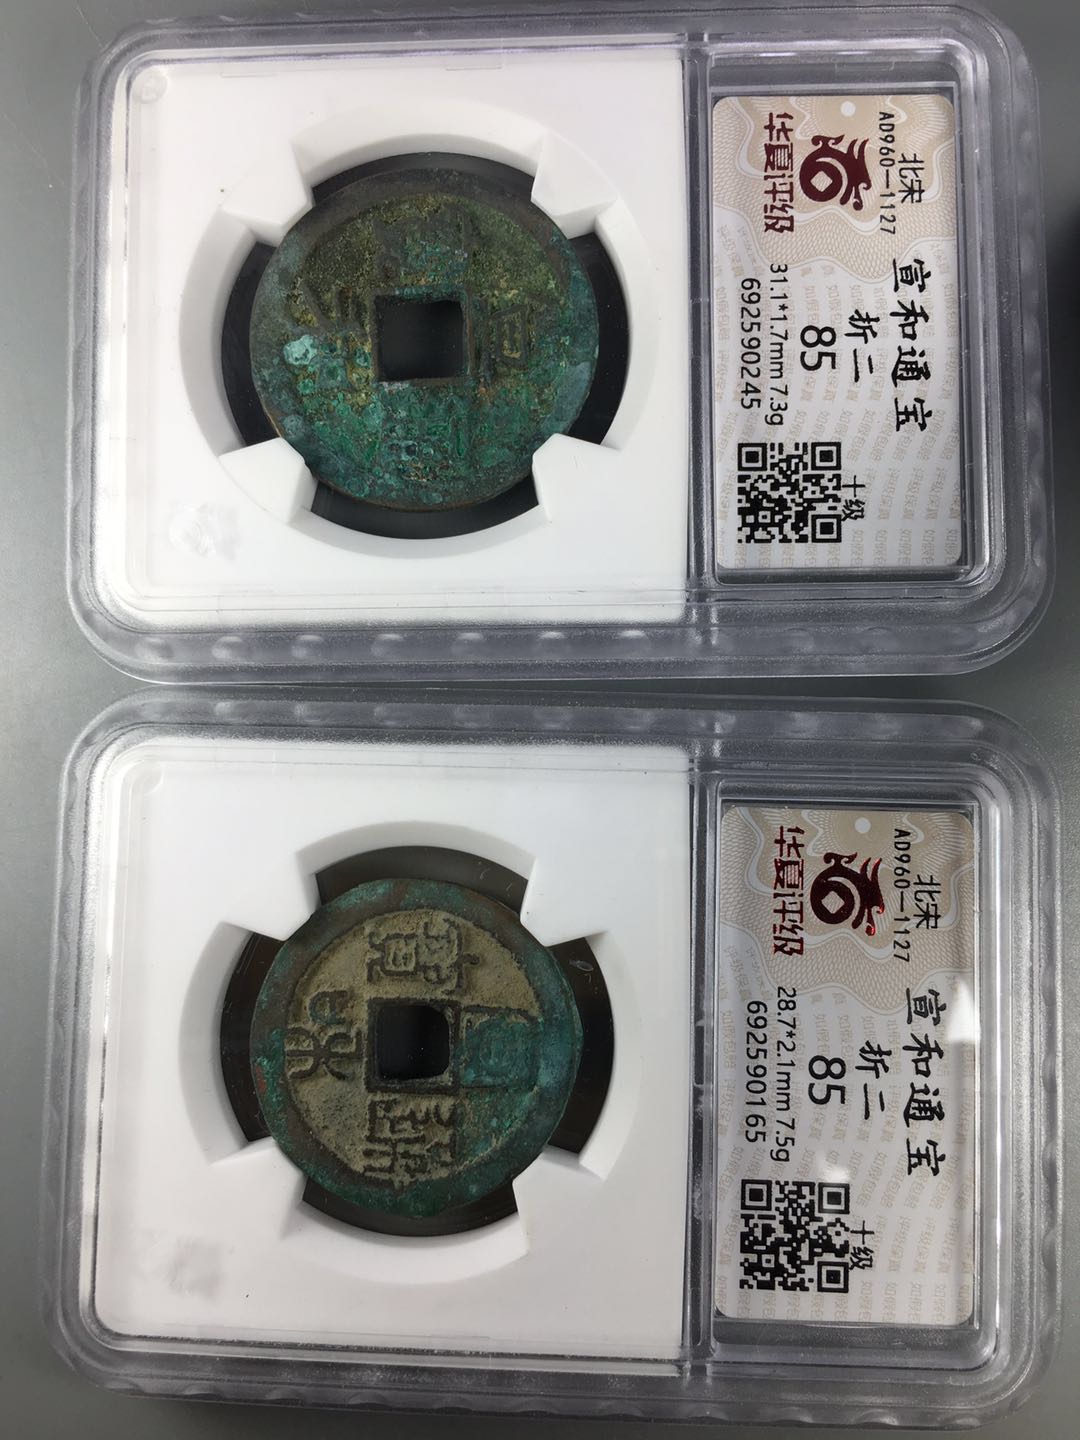 华夏评级
北宋
AD960—1127
宣和通宝
折二
85
31.1*1.7mm 7.3g
692590245
十级
华夏评级
北宋
AD960—1127
宣和通宝
折二
85
28.7*2.1mm 7.5g
692590165
十级